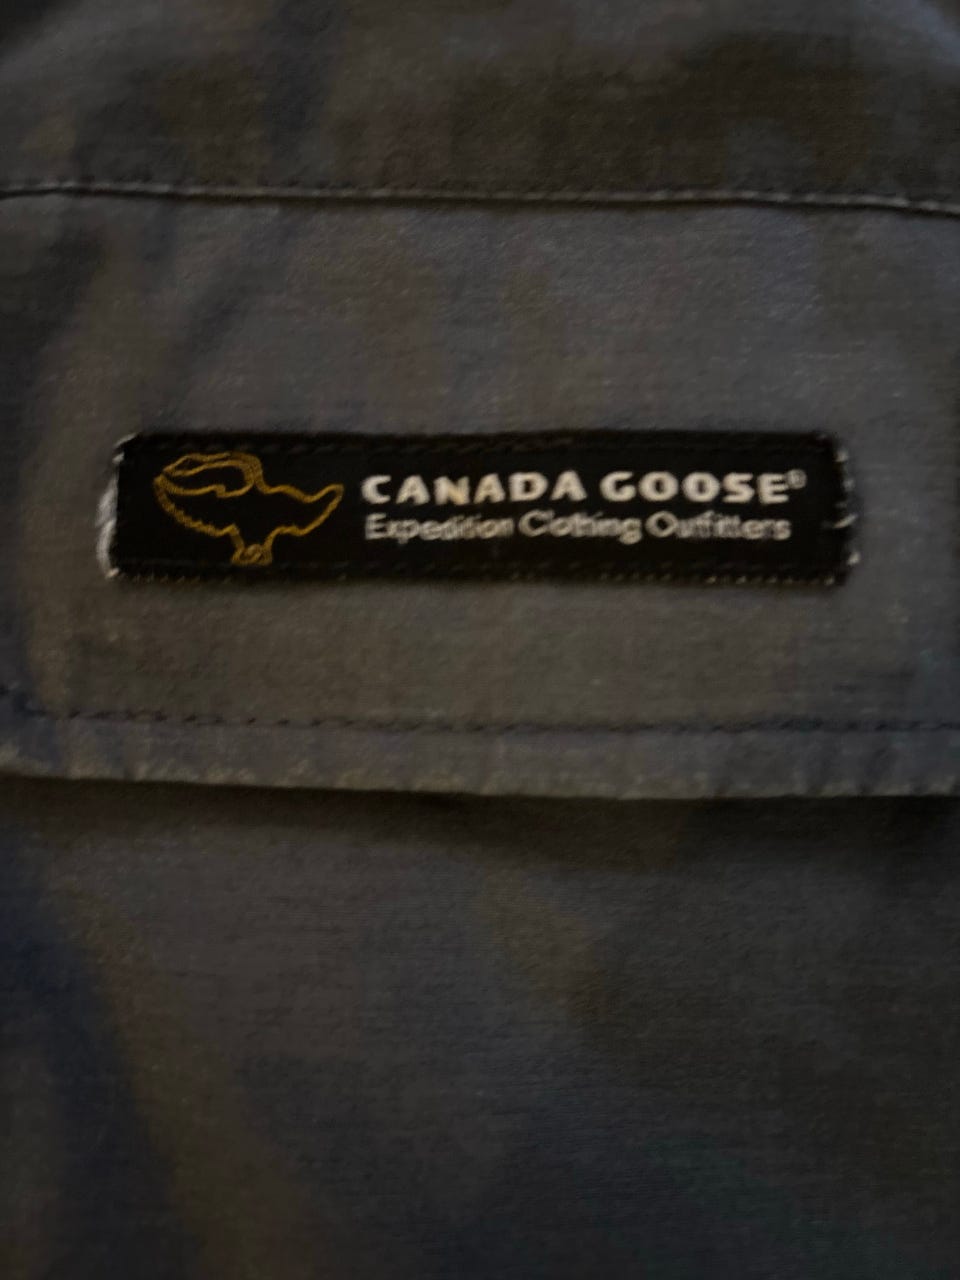 CANADA GOOSE®
Expedition Clothing Outfitters